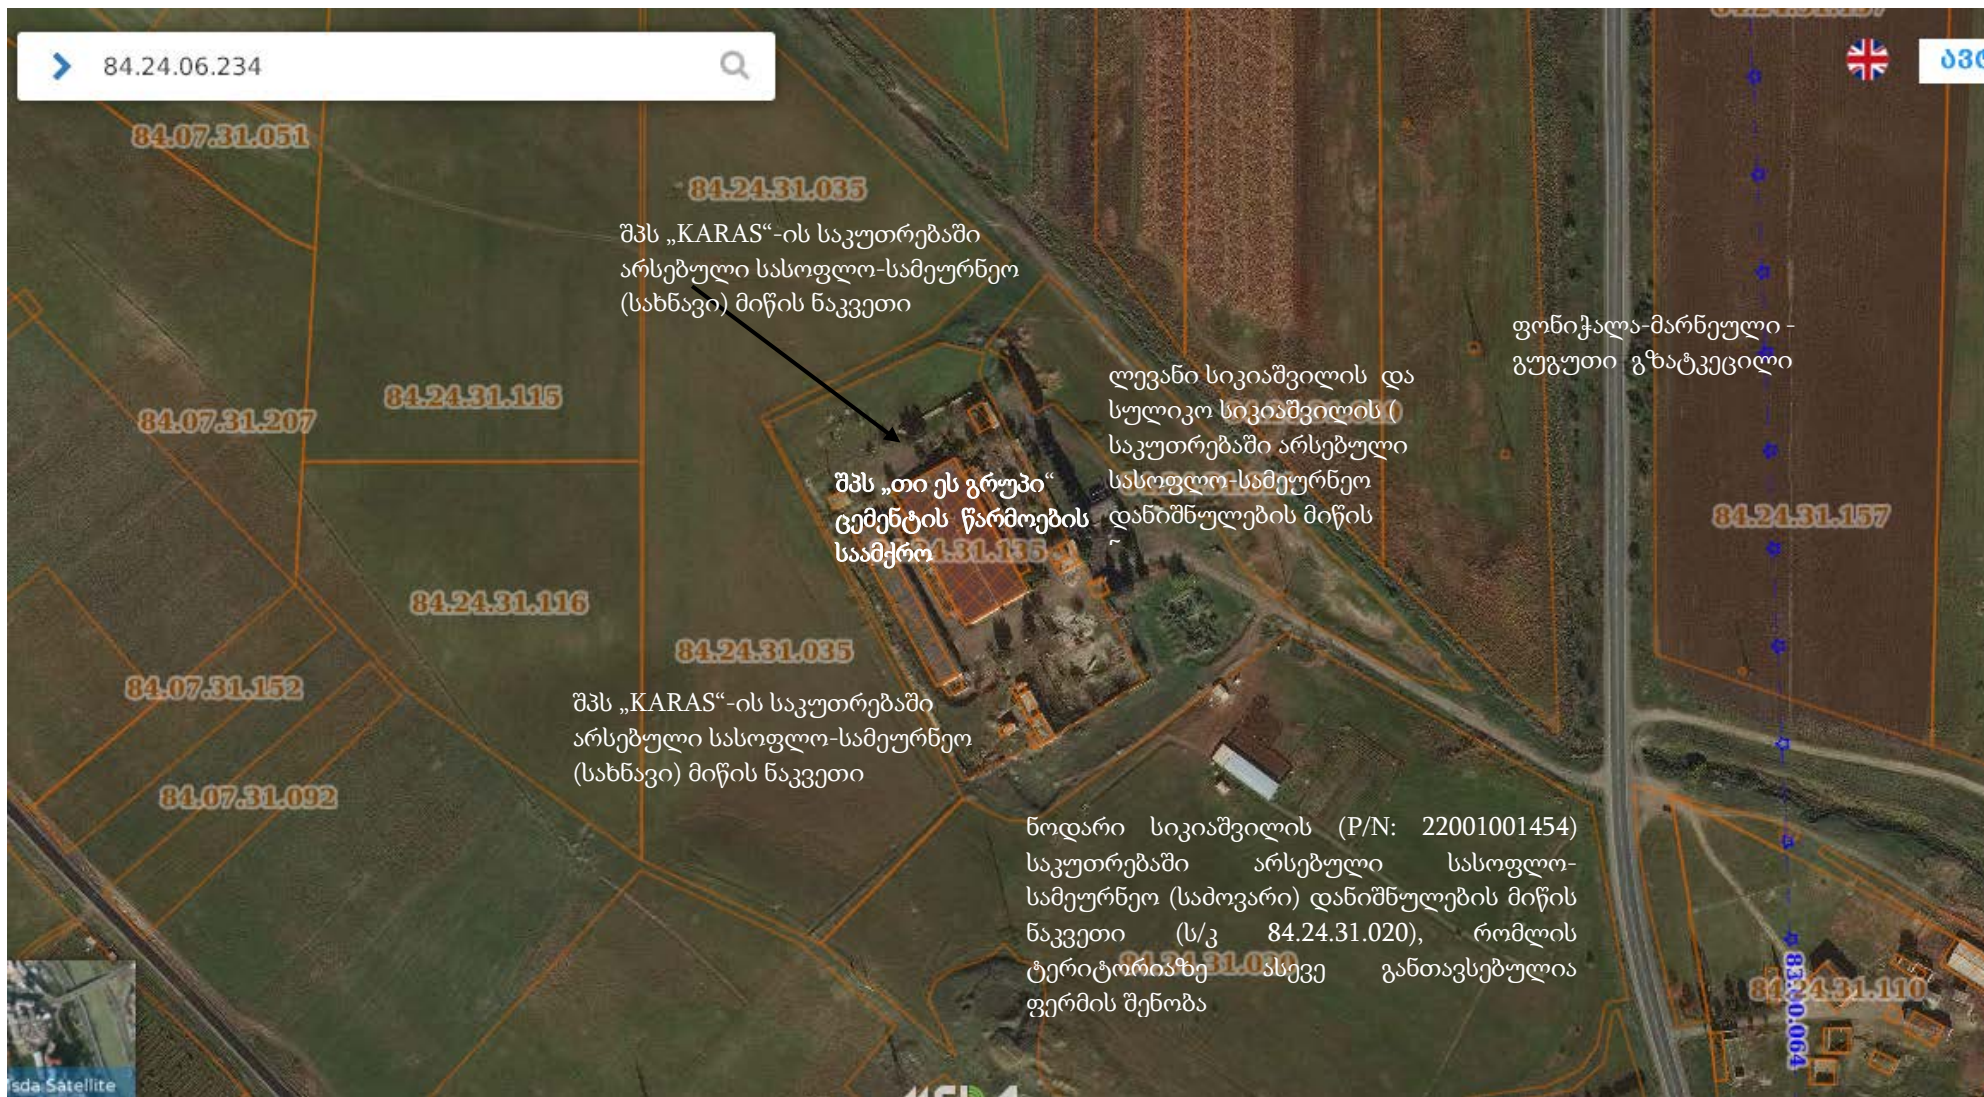 84.24.06.234
84.07.31.051
84.24.31.035
შპს „KARAS“-ის საკუთრებაში
არსებული სასოფლო-სამეურნეო
(სახნავი) მიწის ნაკვეთი
ფონიჭალა-მარნეული -
გუგუთი გზატკეცილი
ლევანი სიკიაშვილის და
სულიკო სიკიაშვილის (
საკუთრებაში არსებული
სასოფლო-სამეურნეო
დანიშნულების მიწის
84.24.31.115
84.07.31.207
შპს „თი ეს გრუპი“
ცემენტის წარმოების
საამქრო
31.135
84.24.31.157
84.24.31.116
84.24.31.035
84.07.31.152
შპს „KARAS“-ის საკუთრებაში
არსებული სასოფლო-სამეურნეო
(სახნავი) მიწის ნაკვეთი
84.07.31.092
ნოდარი სიკიაშვილის (P/N: 22001001454)
საკუთრებაში არსებული სასოფლო-
სამეურნეო (საძოვარი) დანიშნულების მიწის
ნაკვეთი (ს/კ 84.24.31.020), რომლის
ტერიტორიაზე ასევე განთავსებულია
ფერმის შენობა
84.24.31.110
Satellite